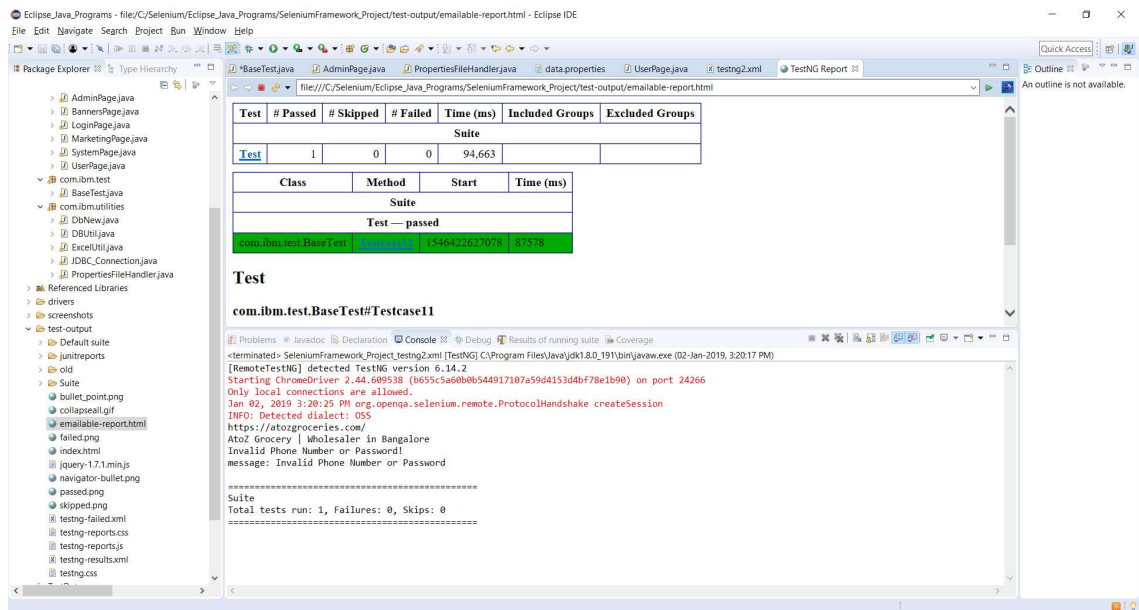 Eclipse_Java_Programs - file:/C:/Selenium/Eclipse_Java_Programs/SeleniumFramework_Project/test-output/emailable-report.html - Eclipse IDE
File Edit Navigate Search Project Run Window Help
Quick Access
Package Explorer Type Hierarchy
AdminPage.java
BannersPage.java
LoginPage.java
MarketingPage.java
SystemPage.java
UserPage.java
com.ibm.test
BaseTest.java
com.ibm.utilities
DbNew.java
DBUtil.java
ExcelUtil.java
JDBC_Connection.java
PropertiesFileHandler.java
Referenced Libraries
drivers
screenshots
test-output
Default suite
junitreports
old
Suite
bullet_point.png
collapseall.gif
emailable-report.html
failed.png
index.html
jquery-1.7.1.min.js
navigator-bullet.png
passed.png
skipped.png
testng-failed.xml
testng-reports.css
testng-reports.js
testng-results.xml
testng.css
*BaseTest.java AdminPage.java PropertiesFileHandler.java data.properties UserPage.java testng2.xml TestNG Report
file:///C:/Selenium/Eclipse_Java_Programs/SeleniumFramework_Project/test-output/emailable-report.html
Test # Passed # Skipped # Failed Time (ms) Included Groups Excluded Groups
Suite
Test 1 0 0 94,663
Class Method Start Time (ms)
Suite
Test — passed
com.ibm.test.BaseTest Testcase11 1546422627078 87578
Test
com.ibm.test.BaseTest#Testcase11
Outline
An outline is not available.
Problems Javadoc Declaration Console Debug Results of running suite Coverage
<terminated> SeleniumFramework_Project_testng2.xml [TestNG] C:\Program Files\Java\jdk1.8.0_191\bin\javaw.exe (02-Jan-2019, 3:20:17 PM)
[RemoteTestNG] detected TestNG version 6.14.2
Starting ChromeDriver 2.44.609538 (b655c5a60b0b544917107a59d4153d4bf78e1b90) on port 24266
Only local connections are allowed.
Jan 02, 2019 3:20:25 PM org.openqa.selenium.remote.ProtocolHandshake createSession
INFO: Detected dialect: OSS
https://atozgroceries.com/
AtoZ Grocery | Wholesaler in Bangalore
Invalid Phone Number or Password!
message: Invalid Phone Number or Password
===============================================
Suite
Total tests run: 1, Failures: 0, Skips: 0
===============================================